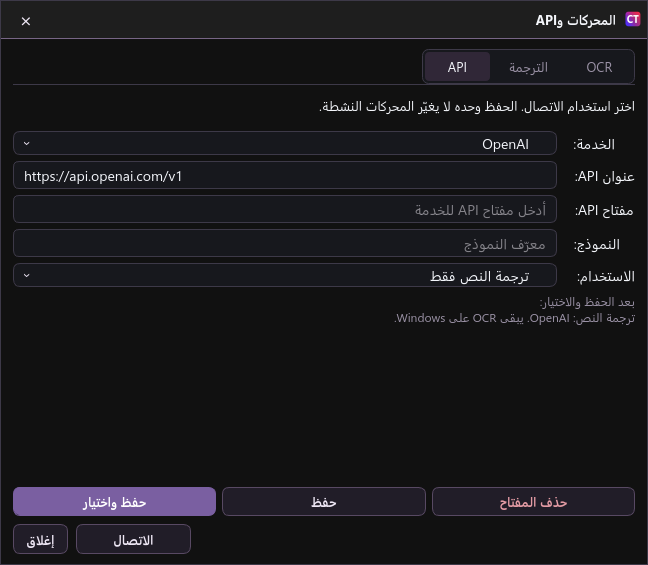 CT المحركات وAPI ×
OCR الترجمة API
اختر استخدام الاتصال. الحفظ وحده لا يغيّر المحركات النشطة.
الخدمة: OpenAI
عنوان API: https://api.openai.com/v1
مفتاح API: أدخل مفتاح API للخدمة
النموذج: معرّف النموذج
الاستخدام: ترجمة النص فقط
بعد الحفظ والاختيار:
ترجمة النص: OpenAI. يبقى OCR على Windows.
حذف المفتاح حفظ حفظ واختيار
الاتصال إغلاق